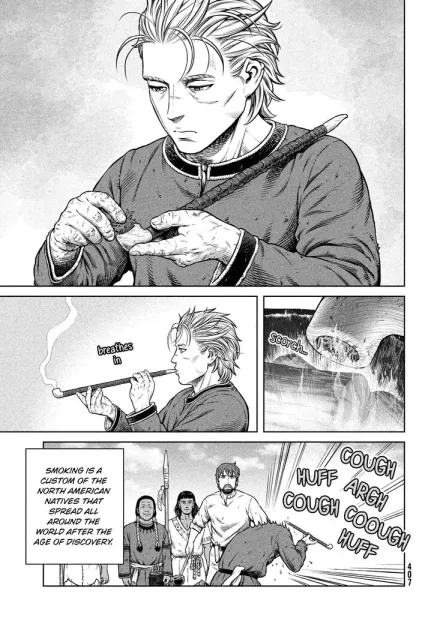 breathes
in
scorch...
SMOKING IS A
CUSTOM OF THE
NORTH AMERICAN
NATIVES THAT
SPREAD ALL
AROUND THE
WORLD AFTER THE
AGE OF DISCOVERY.
COUGH
HUFF ARGH
COUGH COOUGH
HUFF
407